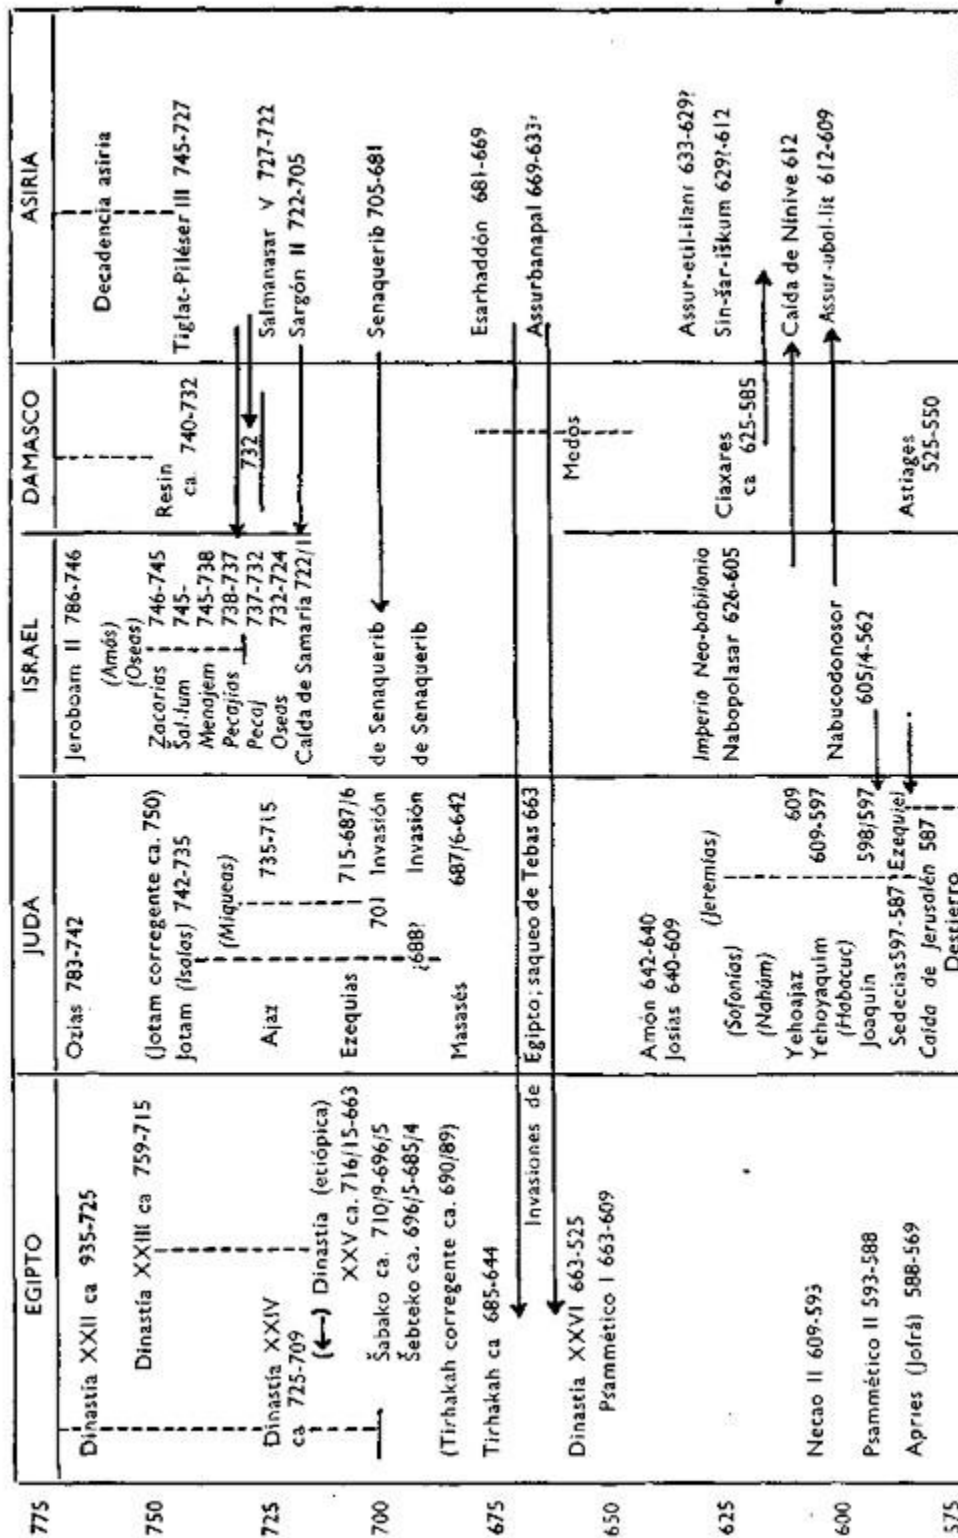 EGIPTO
JUDA
ISRAEL
DAMASCO
ASIRIA
775
750
725
700
675
650
625
600
575
Dinastía XXII ca 935-725
Dinastía XXIII ca 759-715
Dinastía XXIV
ca 725-709
(←) Dinastía (etiópica)
XXV ca. 716/15-663
Šabako ca. 710/9-696/5
Šebteko ca. 696/5-685/4
(Tirhakah corregente ca. 690/89)
Tirhakah ca 685-644
Invasiones de
Dinastía XXVI 663-525
Psammético I 663-609
Necao II 609-593
Psammético II 593-588
Apries (Jofrá) 588-569
Ozías 783-742
(Jotam corregente ca. 750)
Jotam (Isaías) 742-735
(Miqueas)
Ajaz 735-715
Ezequías 715-687/6
701 Invasión
¿688? Invasión
Masasés 687/6-642
Egipto; saqueo de Tebas 663
Amón 642-640
Josías 640-609
(Jeremías)
(Sofonías)
(Nahúm)
Yehoajaz 609
Yehoyaquim 609-597
(Habacuc)
Joaquín 598/597
Sedecías 597-587 Ezequiel
Caída de Jerusalén 587
Destierro
Jeroboam II 786-746
(Amós)
(Oseas)
Zacarías 746-745
Šal·lum 745-
Menajem 745-738
Pecajías 738-737
Pecaj 737-732
Oseas 732-724
Caída de Samaría 722/1
de Senaquerib
de Senaquerib
Imperio Neo-babilonio
Nabopolasar 626-605
Nabucodonosor
605/4-562
Resin
ca. 740-732
732
Medos
Ciaxares
ca 625-585
Astiages
525-550
Decadencia asiria
Tiglat-Piléser III 745-727
Salmanasar V 727-722
Sargón II 722-705
Senaquerib 705-681
Esarhaddón 681-669
Assurbanapal 669-633?
Assur-etil-ilani 633-629?
Sin-šar-iškum 629?-612
Caída de Nínive 612
Assur-ubal-lit 612-609